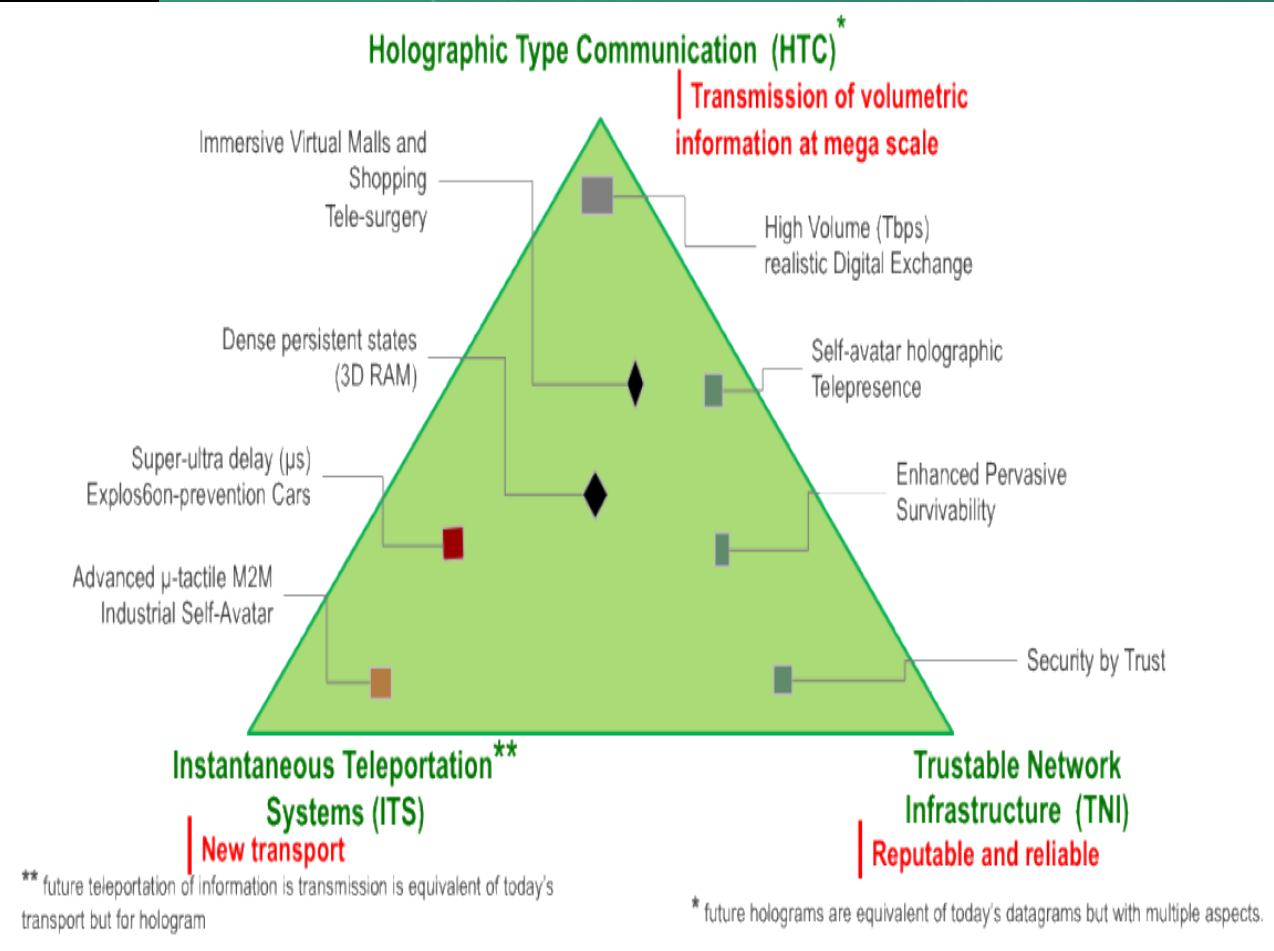 Holographic Type Communication (HTC)*
Transmission of volumetric
information at mega scale
Immersive Virtual Malls and
Shopping
Tele-surgery
High Volume (Tbps)
realistic Digital Exchange
Dense persistent states
(3D RAM)
Self-avatar holographic
Telepresence
Super-ultra delay (µs)
Explos6on-prevention Cars
Enhanced Pervasive
Survivability
Advanced µ-tactile M2M
Industrial Self-Avatar
Security by Trust
Instantaneous Teleportation**
Systems (ITS)
New transport
Trustable Network
Infrastructure (TNI)
Reputable and reliable
** future teleportation of information is transmission is equivalent of today's
transport but for hologram
* future holograms are equivalent of today's datagrams but with multiple aspects.